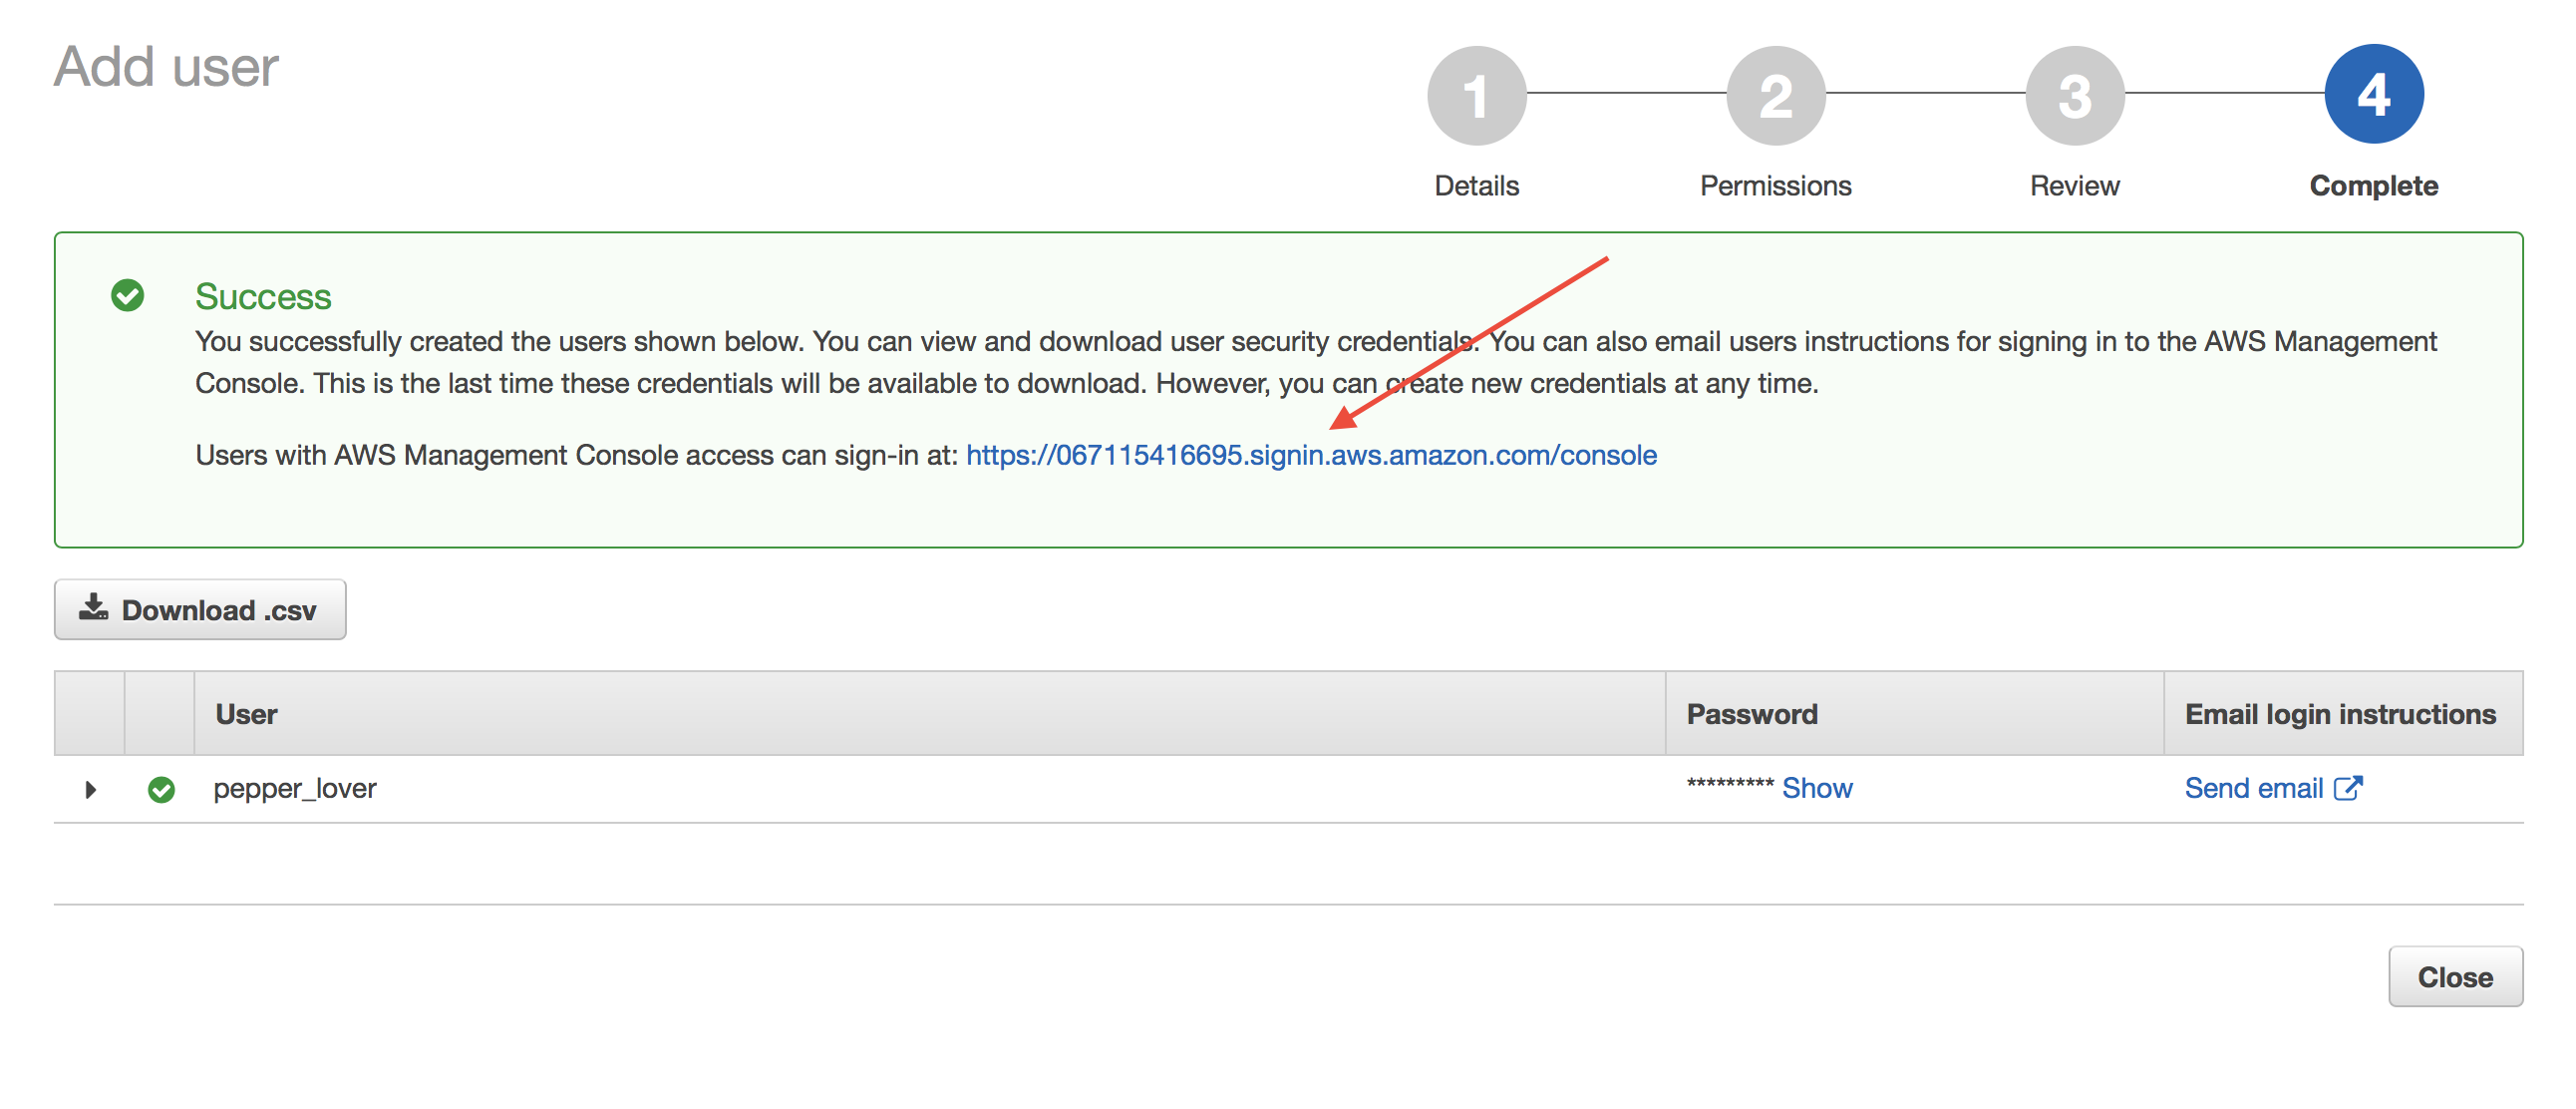 Add user
1
2
3
4
Details
Permissions
Review
Complete
Success
You successfully created the users shown below. You can view and download user security credentials. You can also email users instructions for signing in to the AWS Management
Console. This is the last time these credentials will be available to download. However, you can create new credentials at any time.
Users with AWS Management Console access can sign-in at: https://067115416695.signin.aws.amazon.com/console
Download .csv
User
Password
Email login instructions
pepper_lover
********* Show
Send email
Close